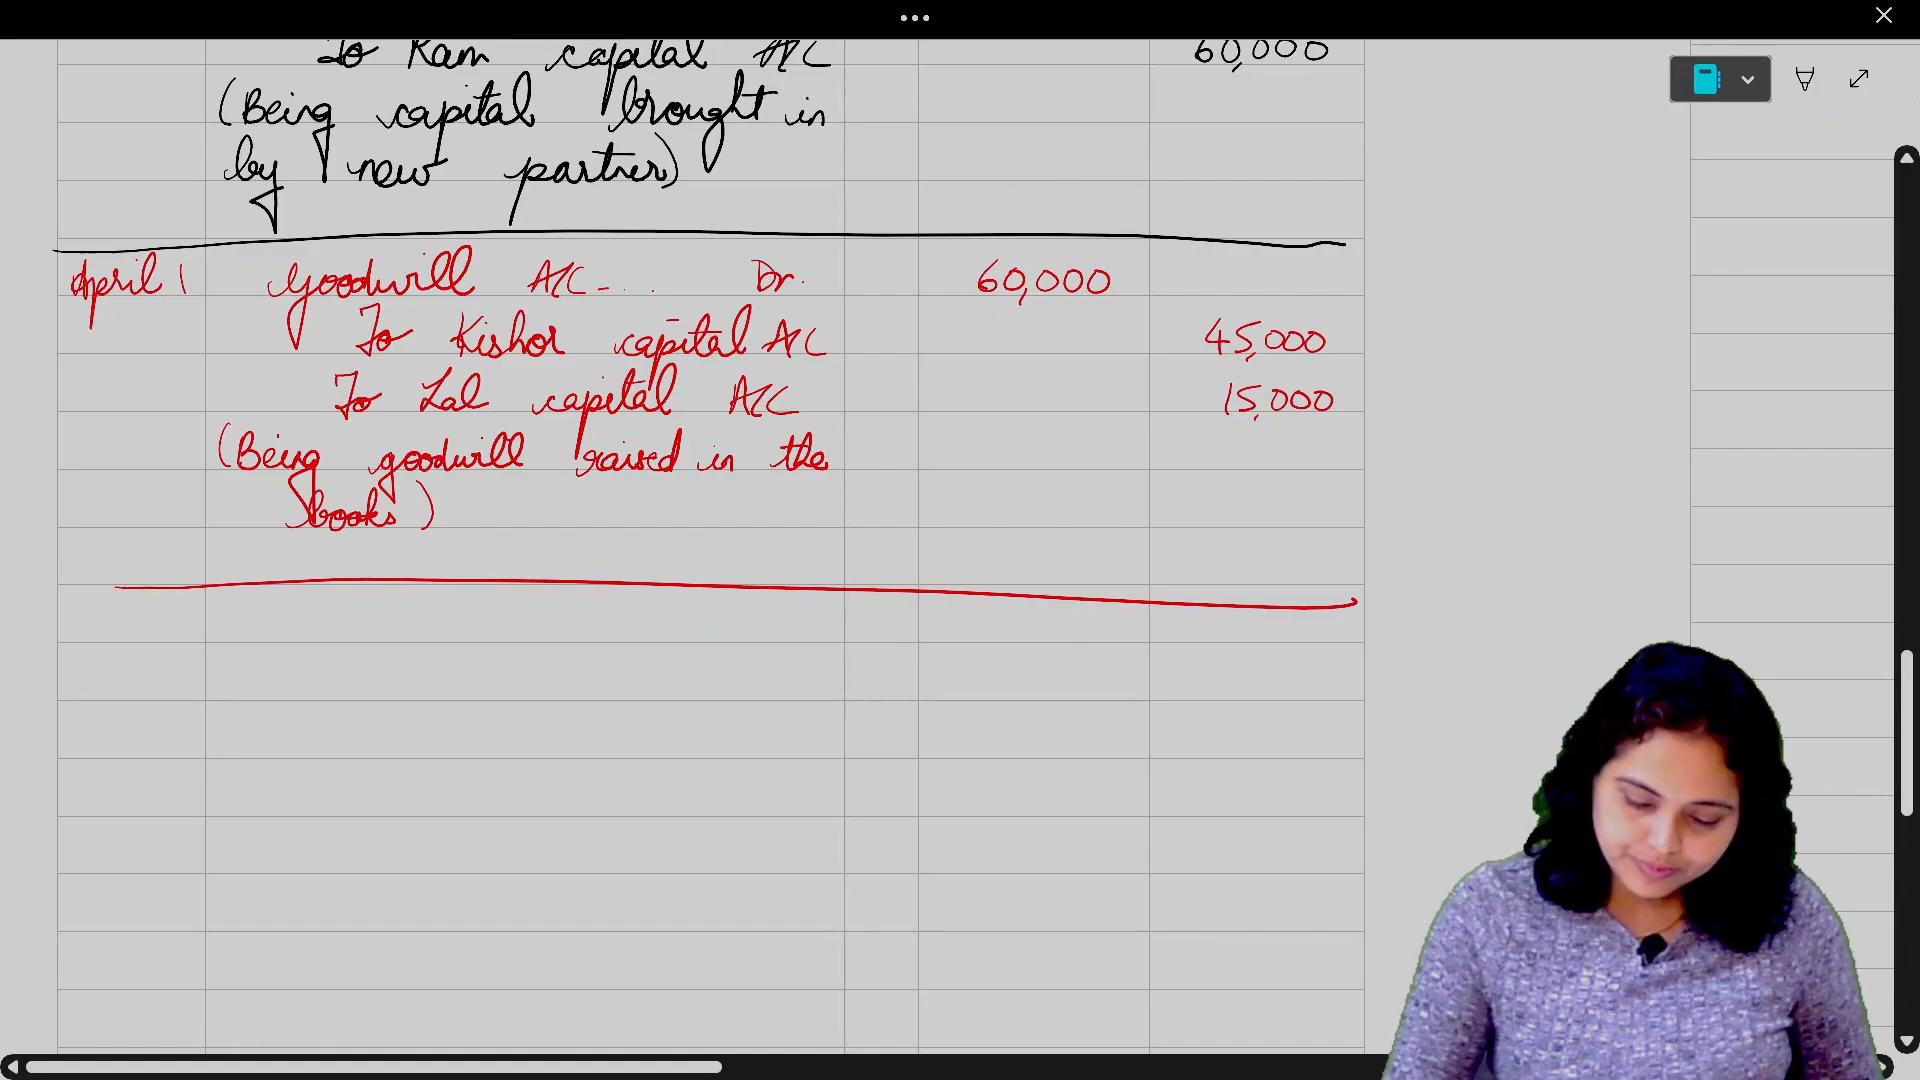 To Ram capital A/C 60,000
(Being capital brought in
by new partner)
April 1 Goodwill A/C--.. Dr. 60,000
To Kishor capital A/C 45,000
To Lal capital A/C 15,000
(Being goodwill raised in the
books)